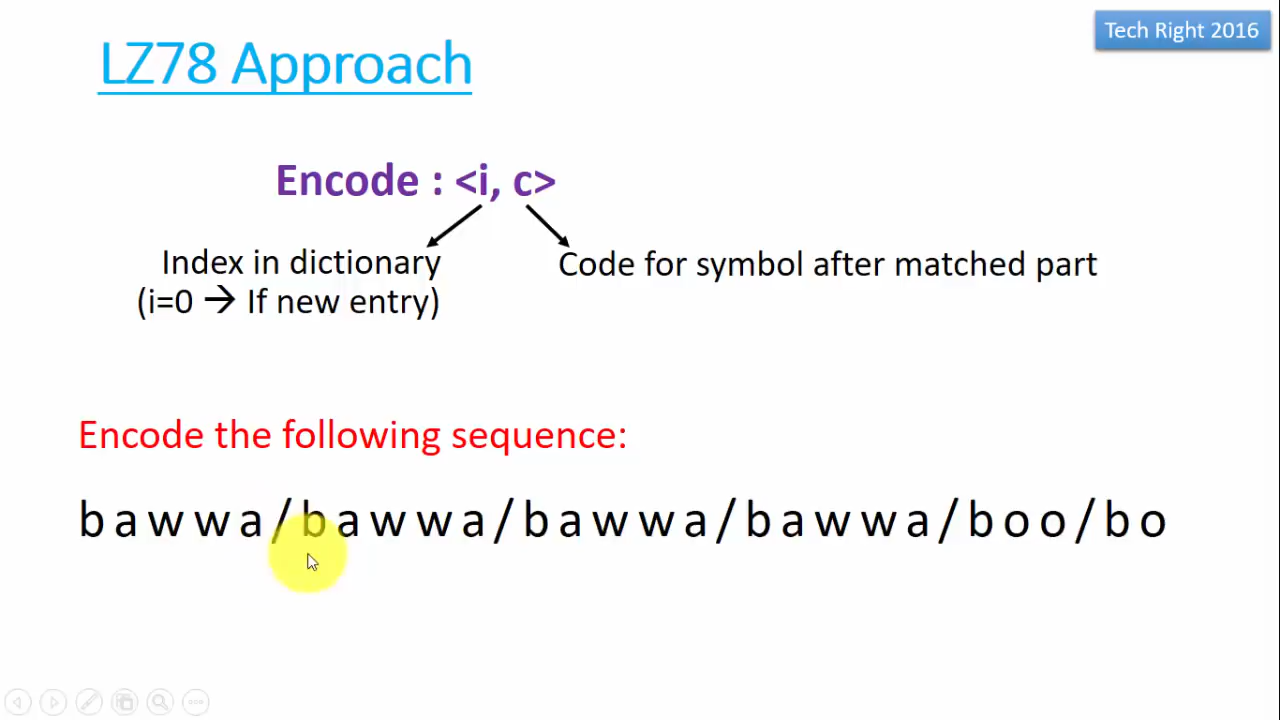 Tech Right 2016
LZ78 Approach
Encode : <i, c>
Index in dictionary
(i=0 → If new entry)
Code for symbol after matched part
Encode the following sequence:
b a w w a / b a w w a / b a w w a / b a w w a / b o o / b o